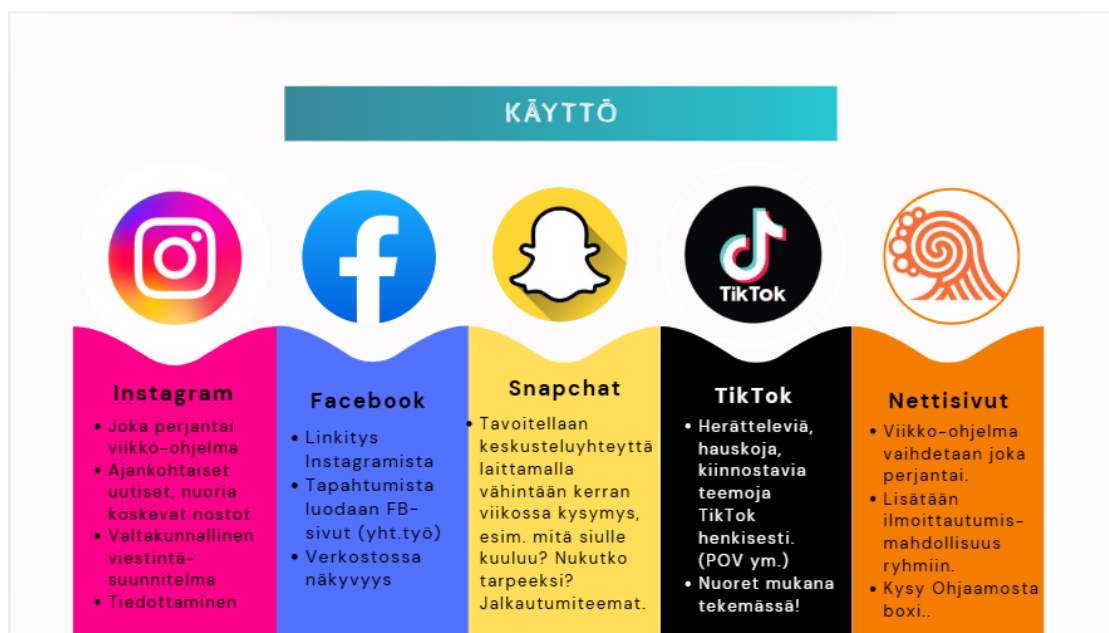 KÄYTTÖ
TikTok
Instagram
• Joka perjantai
viikko-ohjelma
• Ajankohtaiset
uutiset, nuoria
koskevat nostot
• Valtakunnallinen
viestintä-
suunnitelma
• Tiedottaminen
Facebook
• Linkitys
Instagramista
• Tapahtumista
luodaan FB-
sivut (yht.työ)
• Verkostossa
näkyvyys
Snapchat
• Tavoitellaan
keskusteluyhteyttä
laittamalla
vähintään kerran
viikossa kysymys,
esim. mitä siulle
kuuluu? Nukutko
tarpeeksi?
Jalkautumiteemat.
TikTok
• Herätteleviä,
hauskoja,
kiinnostavia
teemoja
TikTok
henkisesti.
(POV ym.)
• Nuoret mukana
tekemässä!
Nettisivut
• Viikko-ohjelma
vaihdetaan joka
perjantai.
• Lisätään
ilmoittautumis-
mahdollisuus
ryhmiin.
• Kysy Ohjaamosta
boxi..